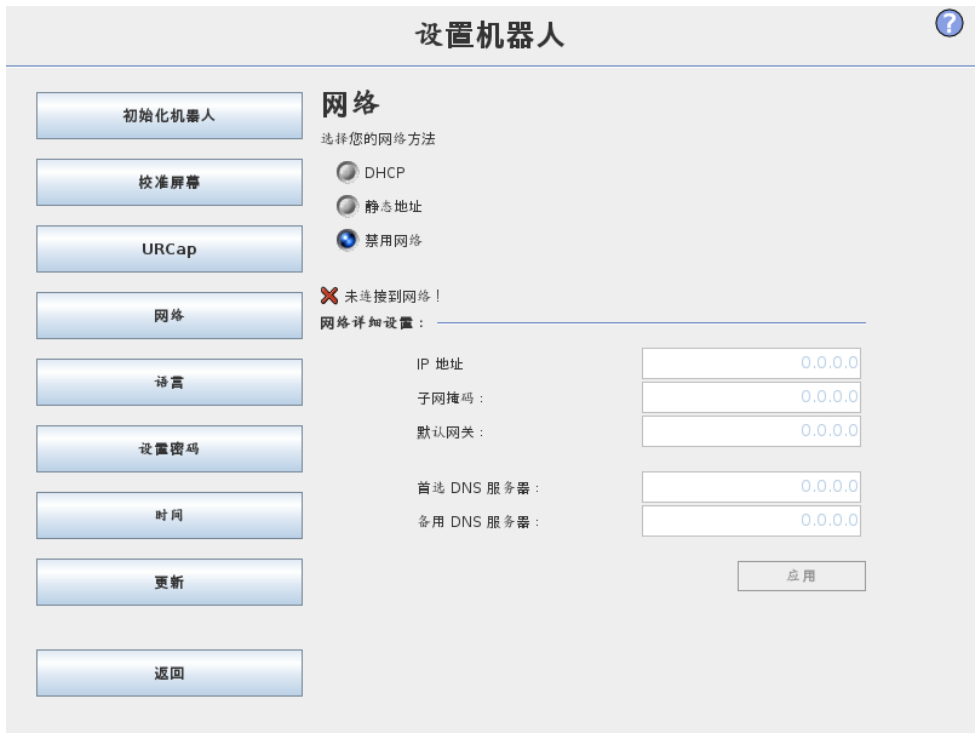 设置机器人
?
初始化机器人
校准屏幕
URCap
网络
语言
设置密码
时间
更新
返回
网络
选择您的网络方法
DHCP
静态地址
禁用网络
未连接到网络！
网络详细设置：
IP 地址 0.0.0.0
子网掩码： 0.0.0.0
默认网关： 0.0.0.0
首选 DNS 服务器： 0.0.0.0
备用 DNS 服务器： 0.0.0.0
应用